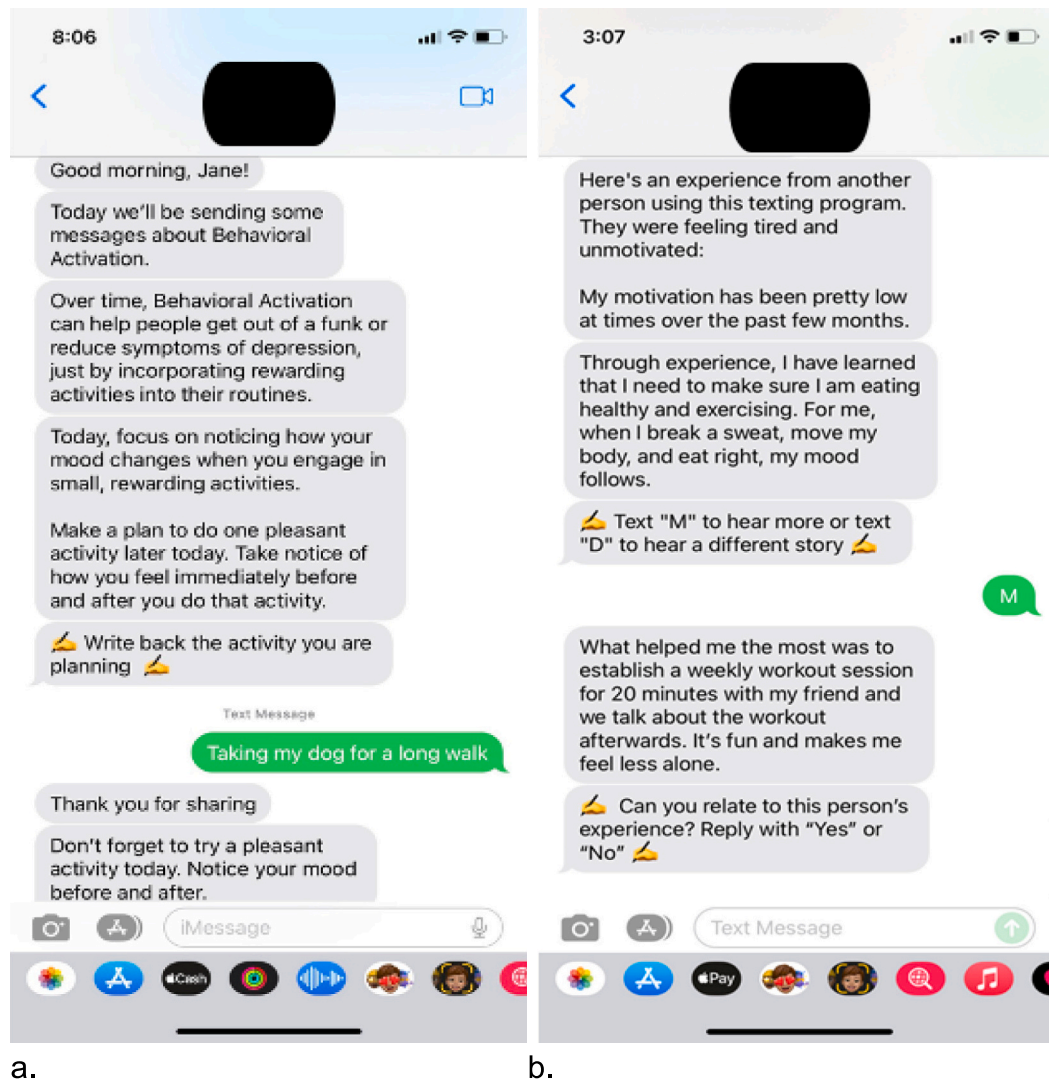 8:06
Good morning, Jane!
Today we'll be sending some
messages about Behavioral
Activation.
Over time, Behavioral Activation
can help people get out of a funk or
reduce symptoms of depression,
just by incorporating rewarding
activities into their routines.
Today, focus on noticing how your
mood changes when you engage in
small, rewarding activities.
Make a plan to do one pleasant
activity later today. Take notice of
how you feel immediately before
and after you do that activity.
✍️ Write back the activity you are
planning ✍️
Text Message
Taking my dog for a long walk
Thank you for sharing
Don't forget to try a pleasant
activity today. Notice your mood
before and after.
iMessage
Cash
a.
3:07
Here's an experience from another
person using this texting program.
They were feeling tired and
unmotivated:
My motivation has been pretty low
at times over the past few months.
Through experience, I have learned
that I need to make sure I am eating
healthy and exercising. For me,
when I break a sweat, move my
body, and eat right, my mood
follows.
✍️ Text "M" to hear more or text
"D" to hear a different story ✍️
M
What helped me the most was to
establish a weekly workout session
for 20 minutes with my friend and
we talk about the workout
afterwards. It's fun and makes me
feel less alone.
✍️ Can you relate to this person's
experience? Reply with "Yes" or
"No" ✍️
Text Message
Pay
b.